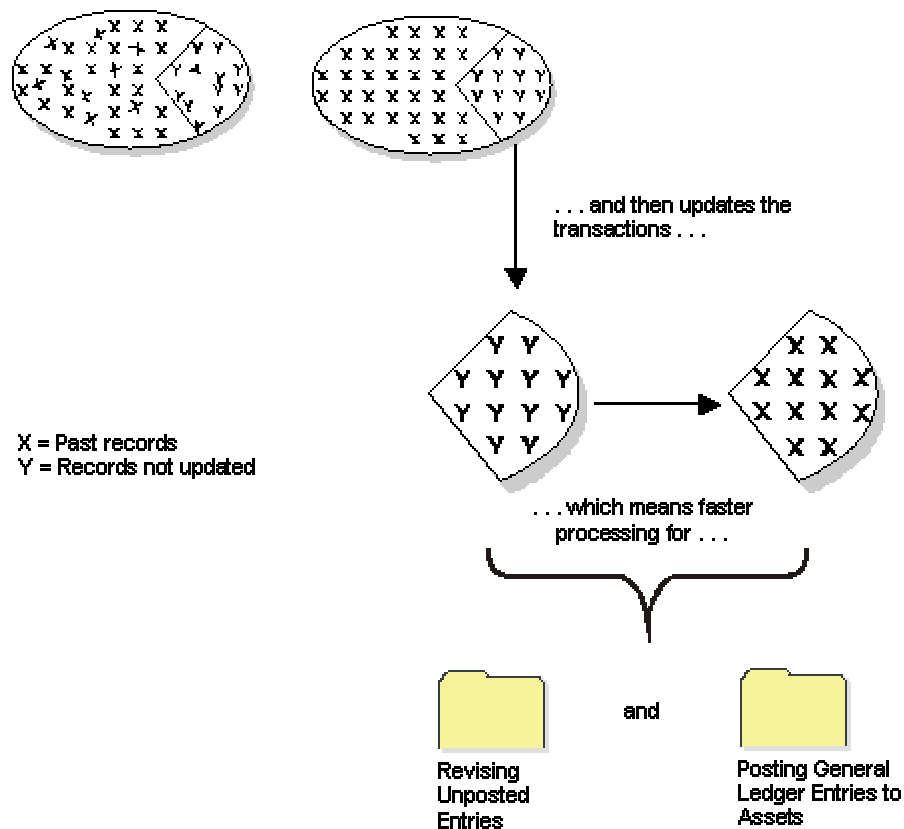 . . . and then updates the
transactions . . .
X = Past records
Y = Records not updated
. . . which means faster
processing for . . .
and
Revising
Unposted
Entries
Posting General
Ledger Entries to
Assets